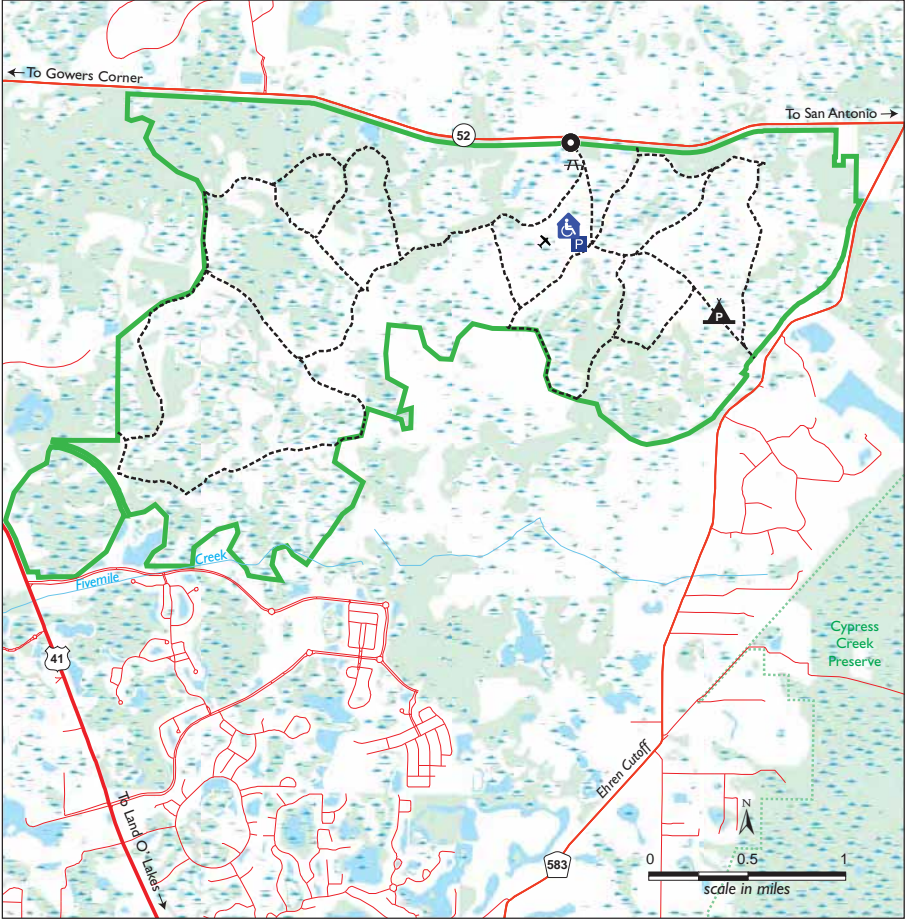 To Gowers Corner
To San Antonio
52
P
P
Creek
Fivemile
Cypress
Creek
Preserve
41
Ehren Cutoff
To Land O' Lakes
N
583
0 0.5 1
scale in miles